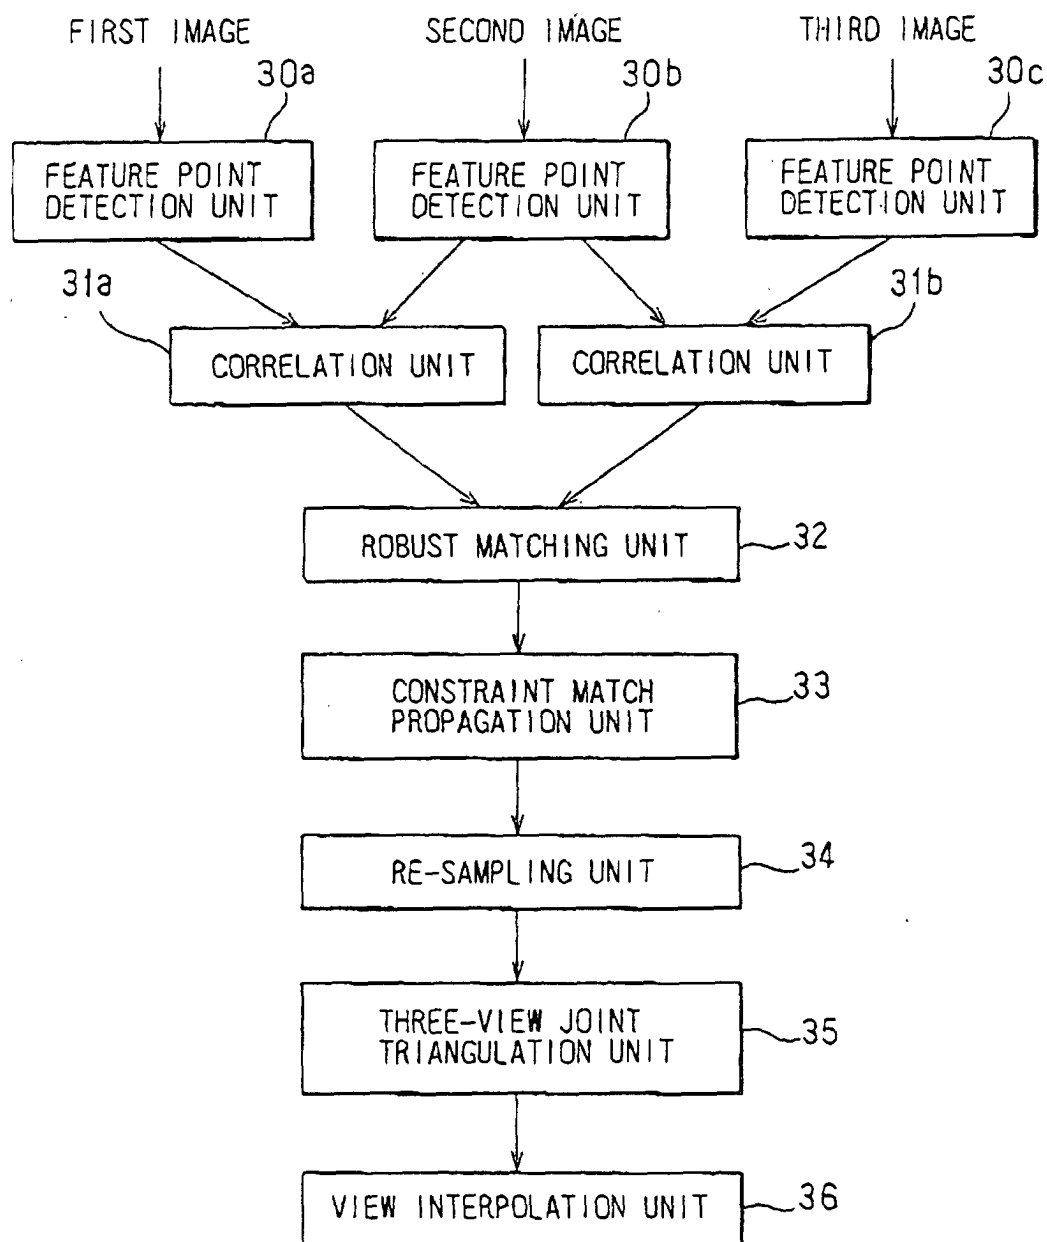 FIRST IMAGE
SECOND IMAGE
THIRD IMAGE
30a
30b
30c
FEATURE POINT
DETECTION UNIT
FEATURE POINT
DETECTION UNIT
FEATURE POINT
DETECTION UNIT
31a
31b
CORRELATION UNIT
CORRELATION UNIT
ROBUST MATCHING UNIT
32
CONSTRAINT MATCH
PROPAGATION UNIT
33
RE-SAMPLING UNIT
34
THREE-VIEW JOINT
TRIANGULATION UNIT
35
VIEW INTERPOLATION UNIT
36